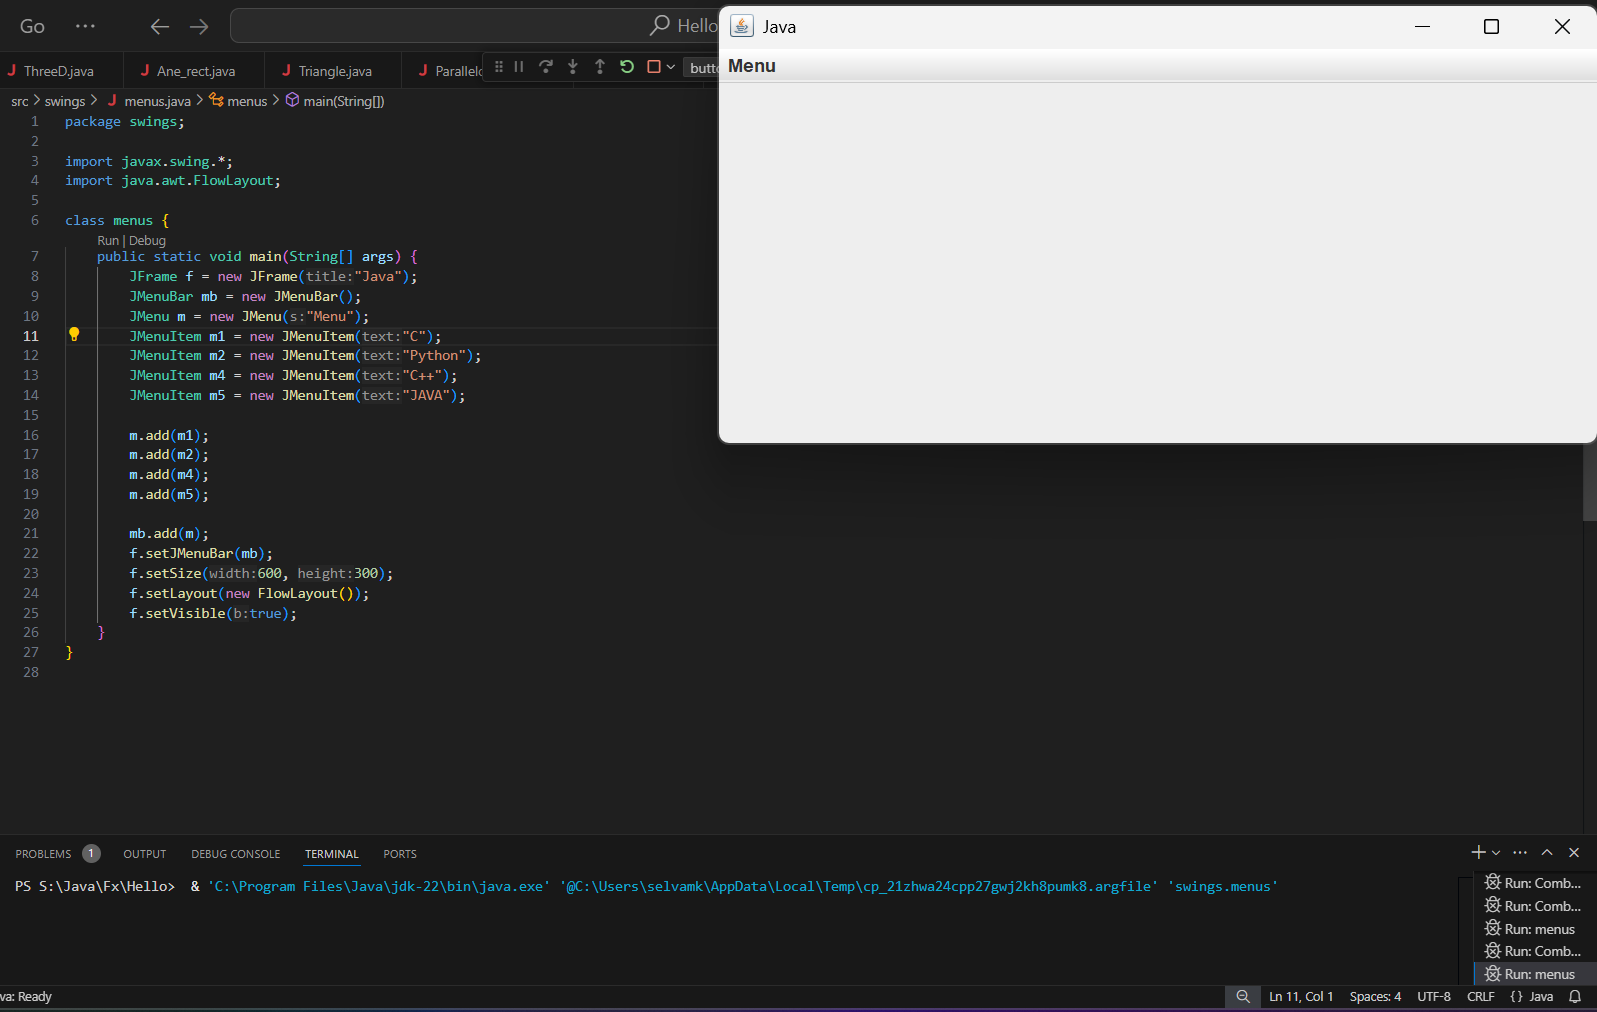 Go ··· Hello
Java
Menu
ThreeD.java Ane_rect.java Triangle.java
src > swings > menus.java > menus > main(String[])
1 package swings;
2
3 import javax.swing.*;
4 import java.awt.FlowLayout;
5
6 class menus {
Run | Debug
7 public static void main(String[] args) {
8 JFrame f = new JFrame(title:"Java");
9 JMenuBar mb = new JMenuBar();
10 JMenu m = new JMenu(s:"Menu");
11 JMenuItem m1 = new JMenuItem(text:"C");
12 JMenuItem m2 = new JMenuItem(text:"Python");
13 JMenuItem m4 = new JMenuItem(text:"C++");
14 JMenuItem m5 = new JMenuItem(text:"JAVA");
15
16 m.add(m1);
17 m.add(m2);
18 m.add(m4);
19 m.add(m5);
20
21 mb.add(m);
22 f.setJMenuBar(mb);
23 f.setSize(width:600, height:300);
24 f.setLayout(new FlowLayout());
25 f.setVisible(b:true);
26 }
27 }
28
PROBLEMS 1 OUTPUT DEBUG CONSOLE TERMINAL PORTS
PS S:\Java\Fx\Hello> & 'C:\Program Files\Java\jdk-22\bin\java.exe' '@C:\Users\selvamk\AppData\Local\Temp\cp_21zhwa24cpp27gwj2kh8pumk8.argfile' 'swings.menus'
Run: Comb...
Run: Comb...
Run: menus
Run: Comb...
Run: menus
va: Ready Ln 11, Col 1 Spaces: 4 UTF-8 CRLF {} Java